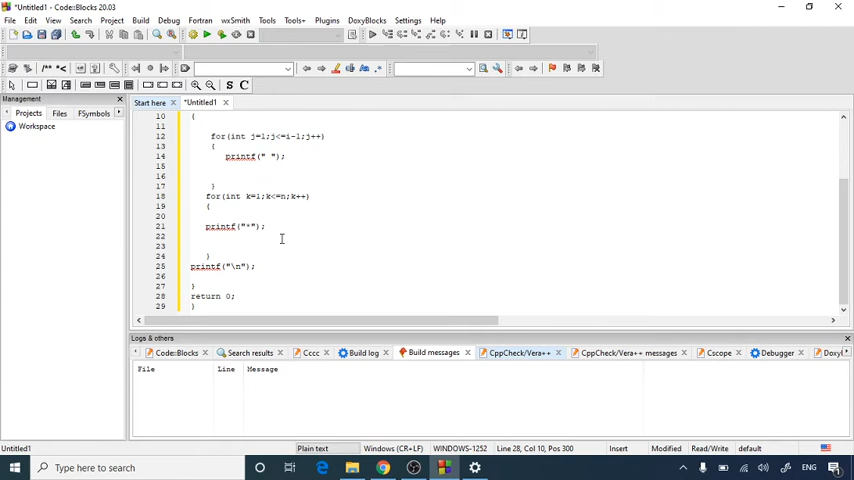 *Untitled1 - Code::Blocks 20.03
File Edit View Search Project Build Debug Fortran wxSmith Tools Tools+ Plugins DoxyBlocks Settings Help
/** *<
S C
Management
Projects Files FSymbols
Workspace
Start here *Untitled1
10 {
11
12 for(int j=1;j<=i-1;j++)
13 {
14 printf(" ");
15
16
17 }
18 for(int k=1;k<=n;k++)
19 {
20
21 printf("*");
22
23
24 }
25 printf("\n");
26
27 }
28 return 0;
29 }
Logs & others
Code::Blocks Search results Cccc Build log Build messages CppCheck/Vera++ CppCheck/Vera++ messages Cscope Debugger
File Line Message
Untitled1 Plain text Windows (CR+LF) WINDOWS-1252 Line 28, Col 10, Pos 300 Insert Modified Read/Write default
Type here to search
ENG